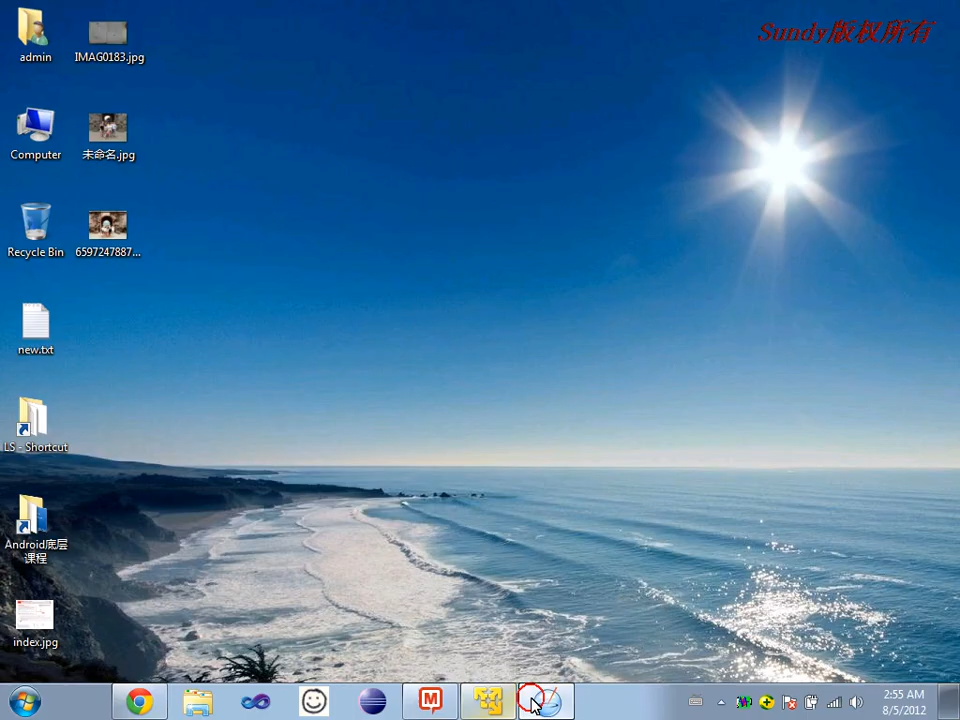 Sundy版权所有
admin
IMAG0183.jpg
Computer
未命名.jpg
Recycle Bin
6597247887...
new.txt
LS - Shortcut
Android底层
课程
index.jpg
2:55 AM
8/5/2012